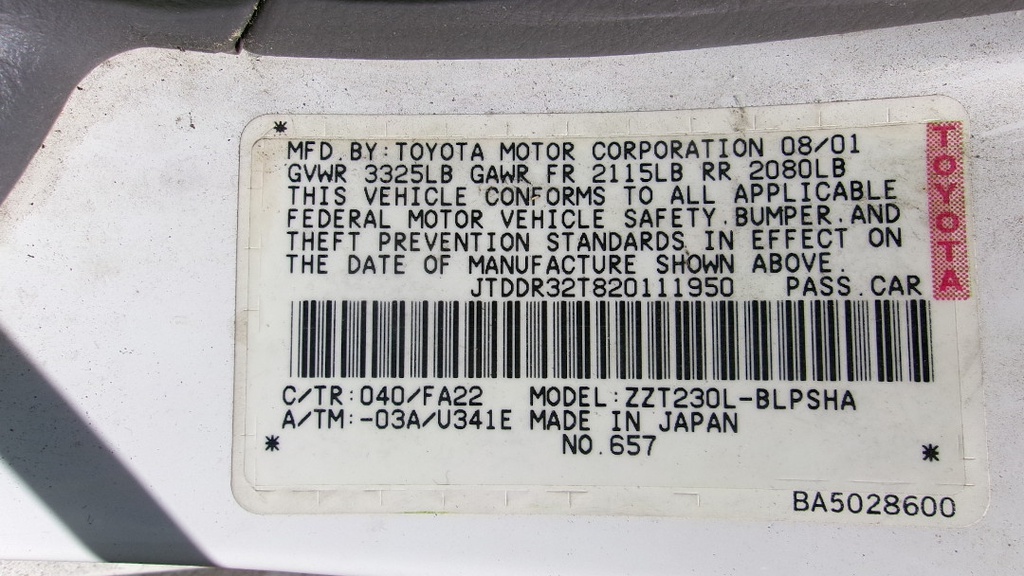 MFD.BY:TOYOTA MOTOR CORPORATION 08/01
GVWR 3325LB GAWR FR 2115LB RR 2080LB
THIS VEHICLE CONFORMS TO ALL APPLICABLE
FEDERAL MOTOR VEHICLE SAFETY.BUMPER.AND
THEFT PREVENTION STANDARDS IN EFFECT ON
THE DATE OF MANUFACTURE SHOWN ABOVE.
JTDDR32T820111950 PASS.CAR
TOYOTA
C/TR:040/FA22 MODEL:ZZT230L-BLPSHA
A/TM:-03A/U341E MADE IN JAPAN
NO.657
BA5028600